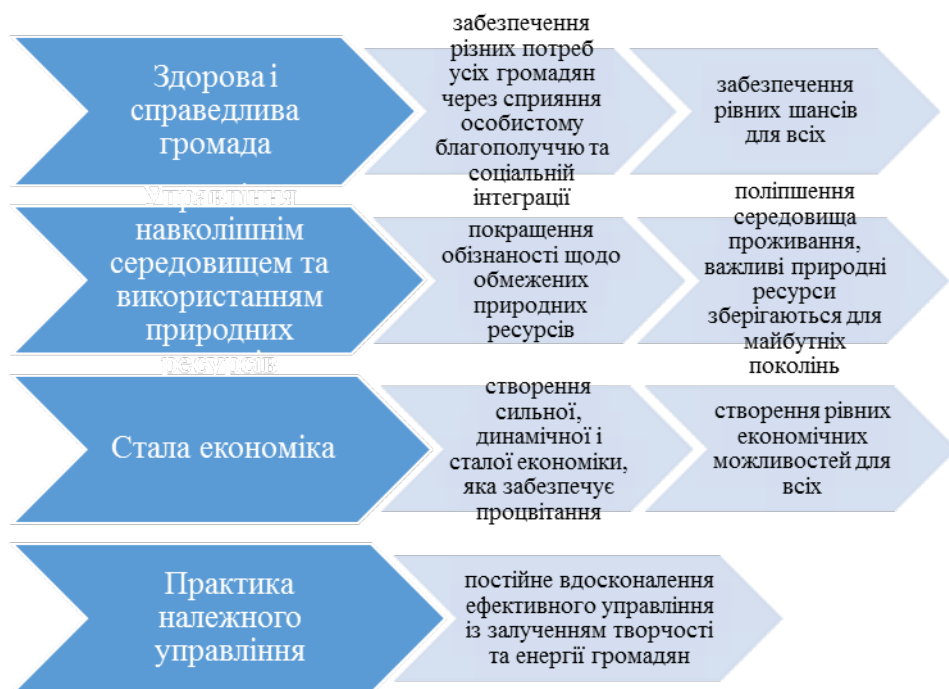 Здорова і
справедлива
громада
забезпечення
різних потреб
усіх громадян
через сприяння
особистому
благополуччю та
соціальній
інтеграції
забезпечення
рівних шансів
для всіх
Управління
навколішнім
середовищем та
використанням
природних
ресурсів
покращення
обізнаності щодо
обмежених
природних
ресурсів
поліпшення
середовища
проживання,
важливі природні
ресурси
зберігаються для
майбутніх
поколінь
Стала економіка
створення
сильної,
динамічної і
сталої економіки,
яка забезпечує
процвітання
створення рівних
економічних
можливостей для
всіх
Практика
належного
управління
постійне вдосконалення
ефективного управління
із залученням творчості
та енергії громадян